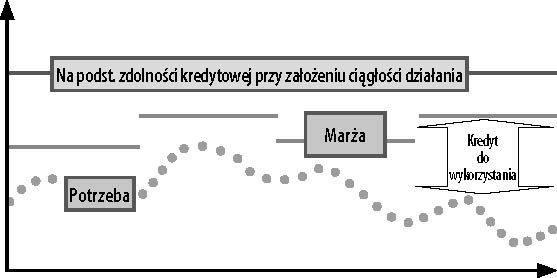 Na podst. zdolności kredytowej przy założeniu ciągłości działania
Marża
Kredyt
do
wykorzystania
Potrzeba